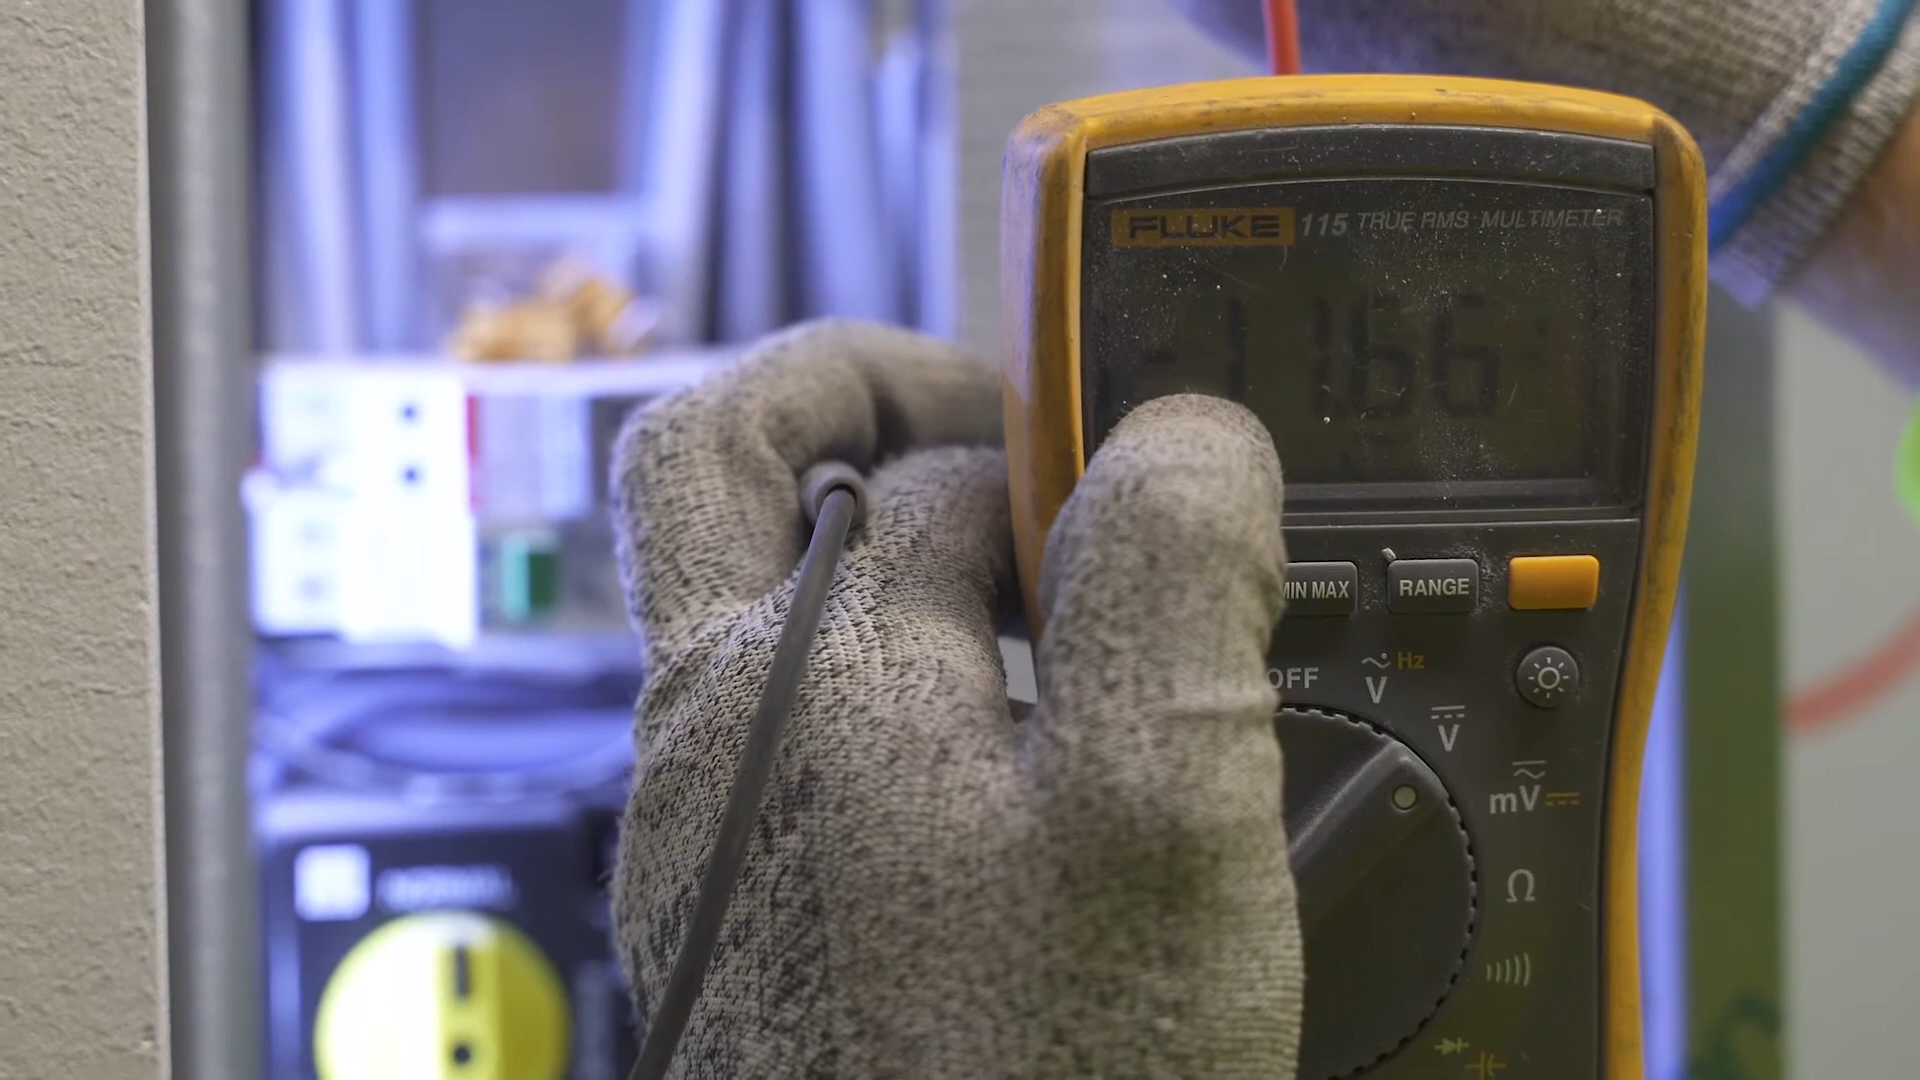 FLUKE 115 TRUE RMS MULTIMETER
MIN MAX RANGE
OFF
Hz
V
V
mV
Ω